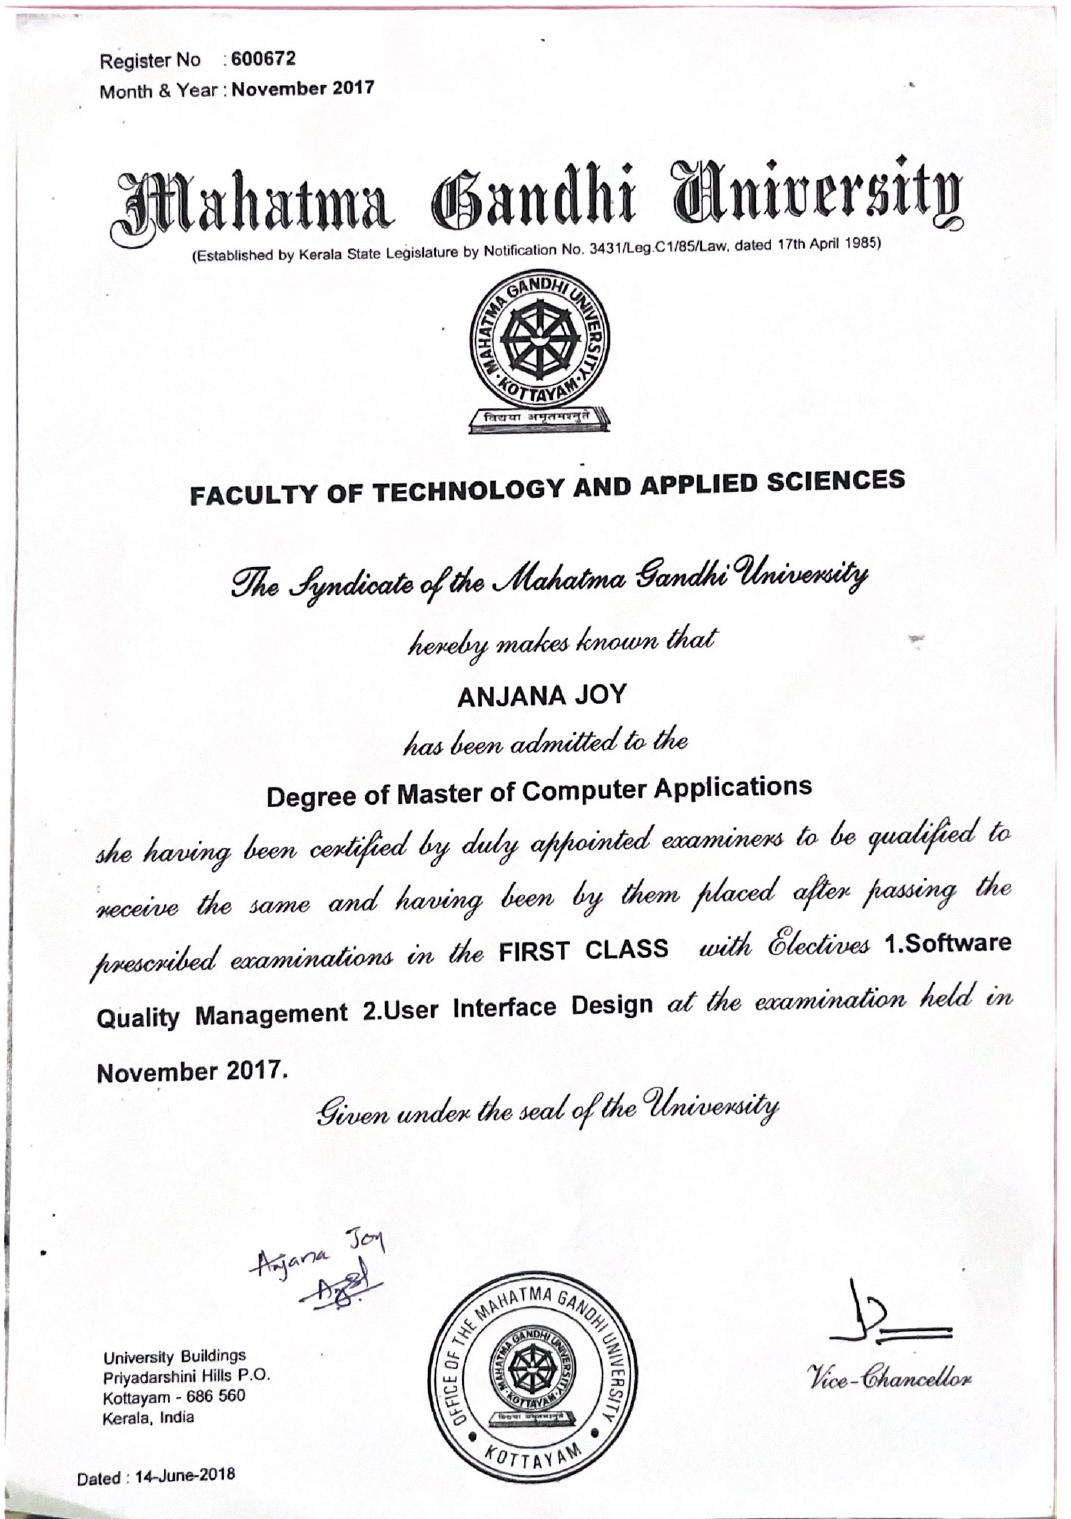 Register No : 600672
Month & Year : November 2017
Mahatma Gandhi University
(Established by Kerala State Legislature by Notification No. 3431/Leg.C1/85/Law, dated 17th April 1985)
MAHATMA GANDHI UNIVERSITY
· KOTTAYAM ·
विद्यया अमृतमश्नुते
FACULTY OF TECHNOLOGY AND APPLIED SCIENCES
The Syndicate of the Mahatma Gandhi University
hereby makes known that
ANJANA JOY
has been admitted to the
Degree of Master of Computer Applications
she having been certified by duly appointed examiners to be qualified to
receive the same and having been by them placed after passing the
prescribed examinations in the FIRST CLASS with Electives 1.Software
Quality Management 2.User Interface Design at the examination held in
November 2017.
Given under the seal of the University
Anjana Joy
OFFICE OF THE MAHATMA GANDHI UNIVERSITY
MAHATMA GANDHI UNIVERSITY
· KOTTAYAM ·
विद्यया अमृतमश्नुते
• KOTTAYAM •
Vice-Chancellor
University Buildings
Priyadarshini Hills P.O.
Kottayam - 686 560
Kerala, India
Dated : 14-June-2018